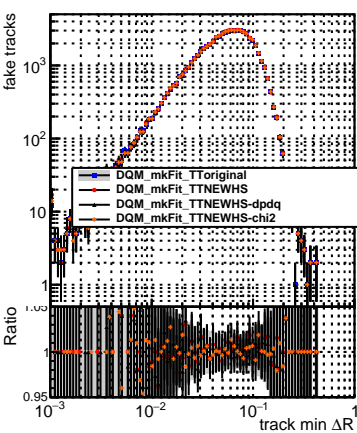 fake tracks
10³
10²
10
1
DQM_mkFit_TToriginal
DQM_mkFit_TTNEWHS
DQM_mkFit_TTNEWHS-dpdq
DQM_mkFit_TTNEWHS-chi2
Ratio
1.05
1
0.95
10⁻³ 10⁻² 10⁻¹ 1
track min ΔR